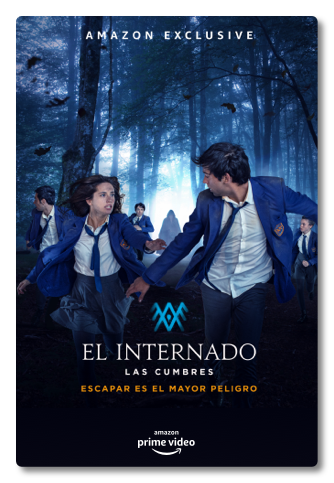 AMAZON EXCLUSIVE
EL INTERNADO
LAS CUMBRES
ESCAPAR ES EL MAYOR PELIGRO
amazon
prime video